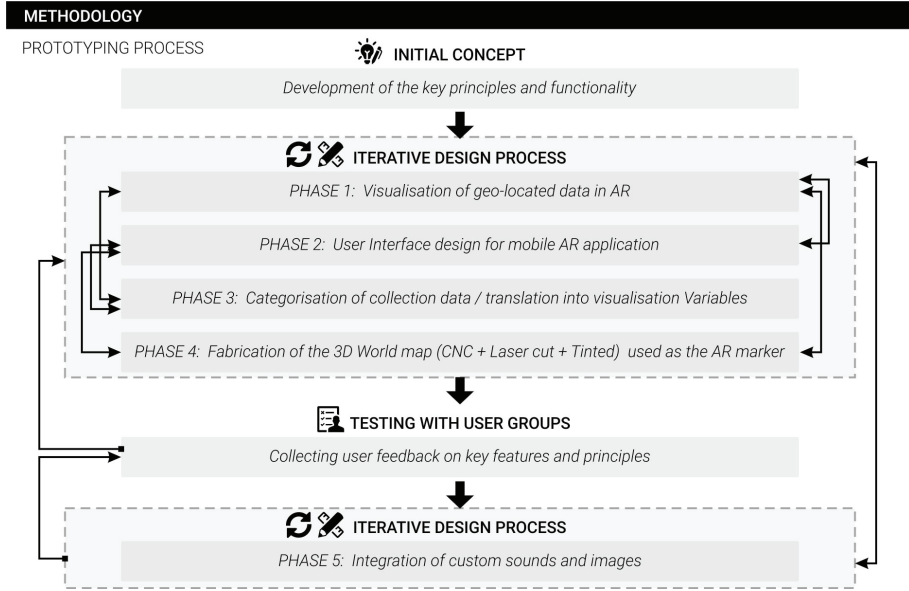 METHODOLOGY
PROTOTYPING PROCESS
INITIAL CONCEPT
Development of the key principles and functionality
ITERATIVE DESIGN PROCESS
PHASE 1: Visualisation of geo-located data in AR
PHASE 2: User Interface design for mobile AR application
PHASE 3: Categorisation of collection data / translation into visualisation Variables
PHASE 4: Fabrication of the 3D World map (CNC + Laser cut + Tinted) used as the AR marker
TESTING WITH USER GROUPS
Collecting user feedback on key features and principles
ITERATIVE DESIGN PROCESS
PHASE 5: Integration of custom sounds and images